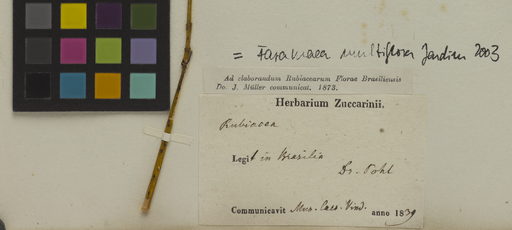 = Faramea multiflora Jardim 2003
Ad elaborandum Rubiacearum Florae Brasiliensis
Do. J. Müller communicat. 1873.
Herbarium Zuccarinii.
Rubiacea
Legit in Brasilia
Dr. Pohl
Communicavit Mus. Caes. Vind. anno 1839